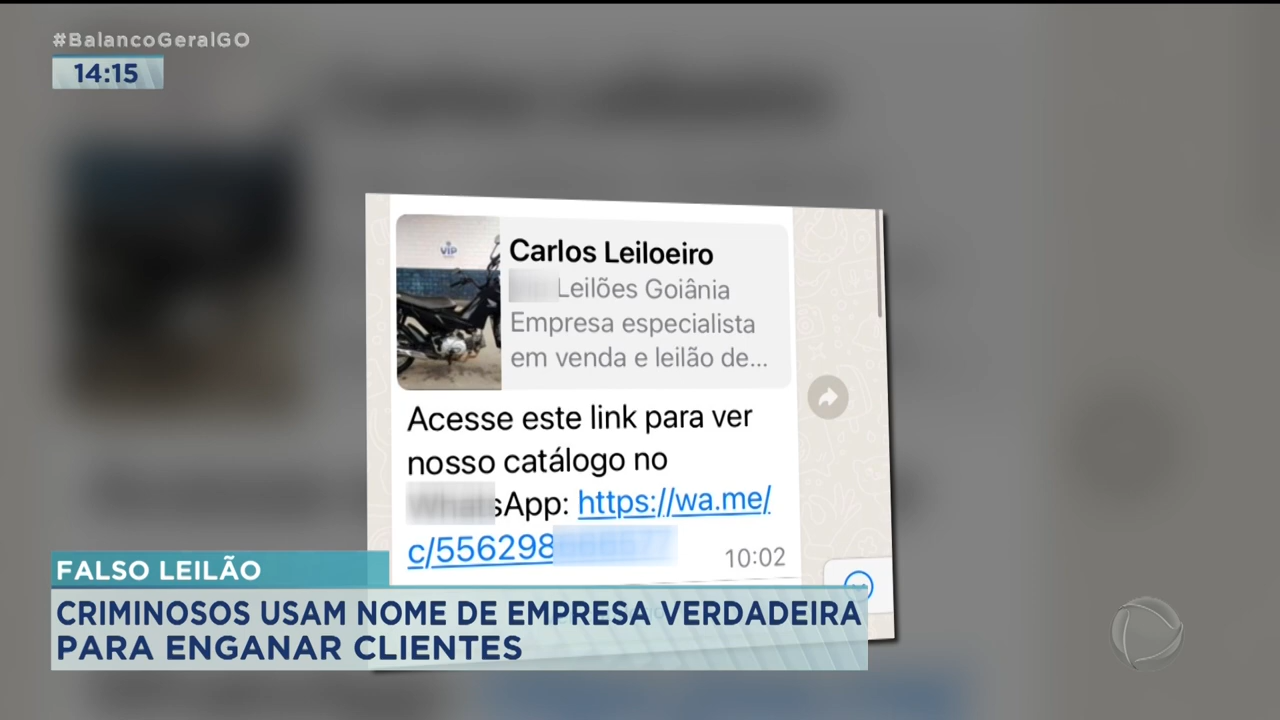 #BalancoGeralGO
14:15
VIP
Carlos Leiloeiro
Leilões Goiânia
Empresa especialista
em venda e leilão de...
Acesse este link para ver
nosso catálogo no
WhatsApp: https://wa.me/
c/556298
10:02
FALSO LEILÃO
CRIMINOSOS USAM NOME DE EMPRESA VERDADEIRA
PARA ENGANAR CLIENTES